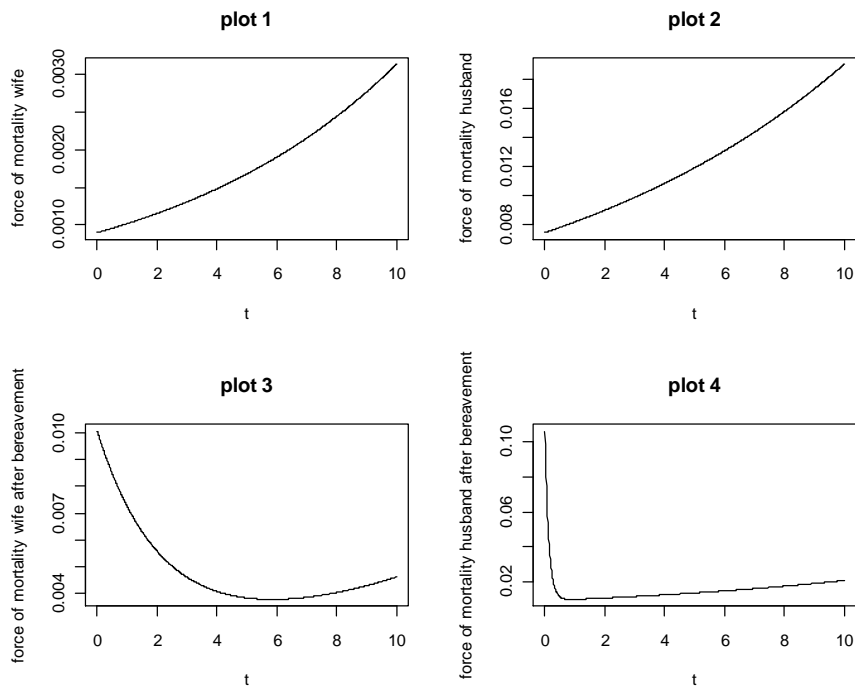 plot 1
force of mortality wife
0.0010 0.0020 0.0030
0 2 4 6 8 10
t
plot 2
force of mortality husband
0.008 0.012 0.016
0 2 4 6 8 10
t
plot 3
force of mortality wife after bereavement
0.004 0.007 0.010
0 2 4 6 8 10
t
plot 4
force of mortality husband after bereavement
0.02 0.06 0.10
0 2 4 6 8 10
t